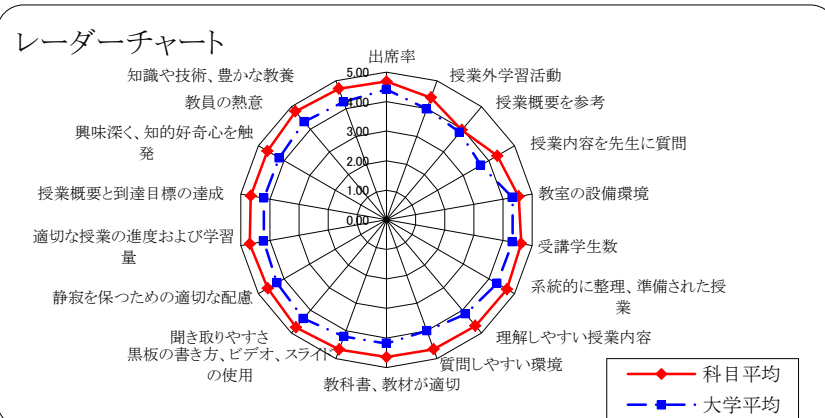 レーダーチャート
出席率
授業外学習活動
授業概要を参考
授業内容を先生に質問
教室の設備環境
受講学生数
系統的に整理、準備された授
業
理解しやすい授業内容
質問しやすい環境
教科書、教材が適切
黒板の書き方、ビデオ、スライド
の使用
聞き取りやすさ
静寂を保つための適切な配慮
適切な授業の進度および学習
量
授業概要と到達目標の達成
興味深く、知的好奇心を触
発
教員の熱意
知識や技術、豊かな教養
5.00
4.00
3.00
2.00
1.00
0.00
科目平均
大学平均